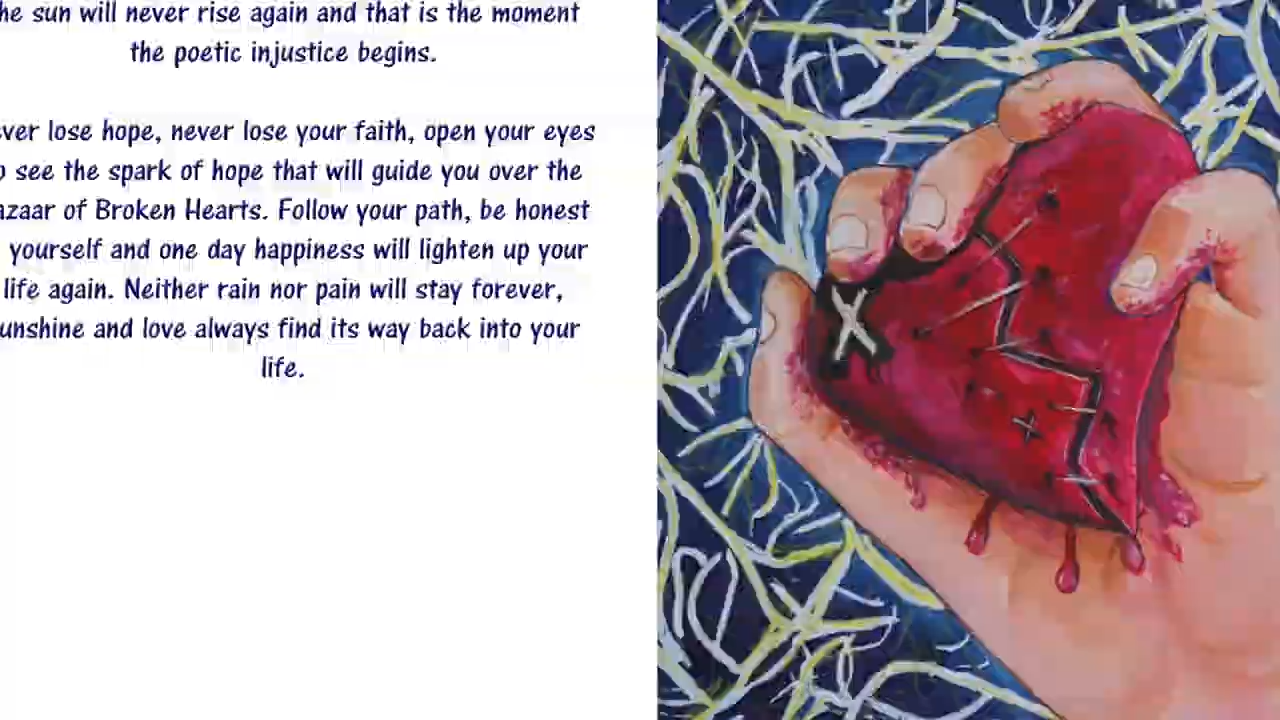 he sun will never rise again and that is the moment
the poetic injustice begins.
ver lose hope, never lose your faith, open your eyes
o see the spark of hope that will guide you over the
azaar of Broken Hearts. Follow your path, be honest
yourself and one day happiness will lighten up your
life again. Neither rain nor pain will stay forever,
unshine and love always find its way back into your
life.